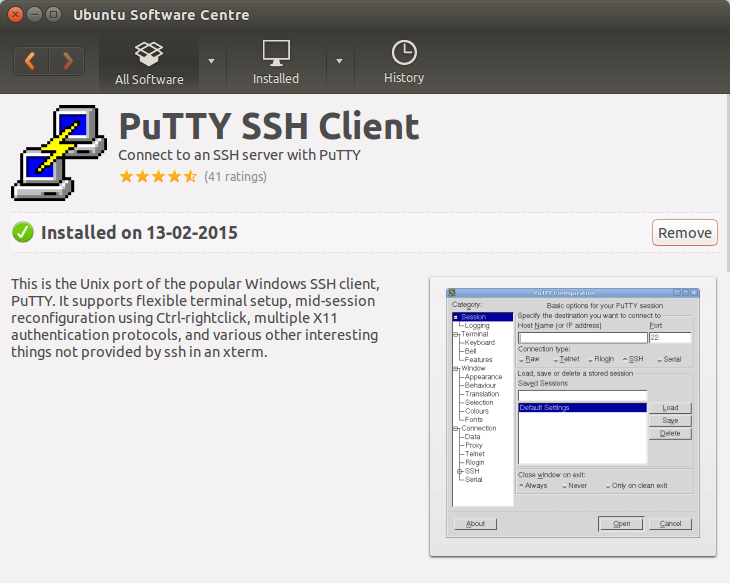 Ubuntu Software Centre
All Software
Installed
History
PuTTY SSH Client
Connect to an SSH server with PuTTY
(41 ratings)
Installed on 13-02-2015
Remove
This is the Unix port of the popular Windows SSH client,
PuTTY. It supports flexible terminal setup, mid-session
reconfiguration using Ctrl-rightclick, multiple X11
authentication protocols, and various other interesting
things not provided by ssh in an xterm.
PuTTY Configuration
Category:
Session
Logging
Terminal
Keyboard
Bell
Features
Window
Appearance
Behaviour
Translation
Selection
Colours
Fonts
Connection
Data
Proxy
Telnet
Rlogin
SSH
Serial
Basic options for your PuTTY session
Specify the destination you want to connect to
Host Name (or IP address) Port
22
Connection type:
Raw Telnet Rlogin SSH Serial
Load, save or delete a stored session
Saved Sessions
Default Settings
Load
Save
Delete
Close window on exit:
Always Never Only on clean exit
About Open Cancel